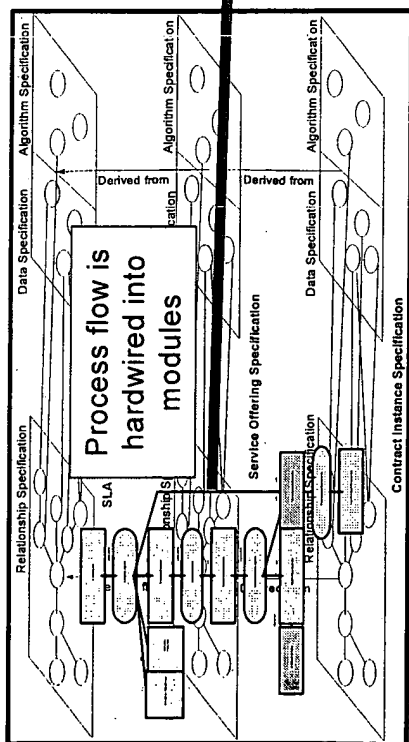 Relationship Specification
Data Specification
Algorithm Specification
SLA
Derived from
Process flow is
hardwired into
modules
Algorithm Specification
Service Offering Specification
Derived from
Relationship Specification
Data Specification
Algorithm Specification
Contract Instance Specification